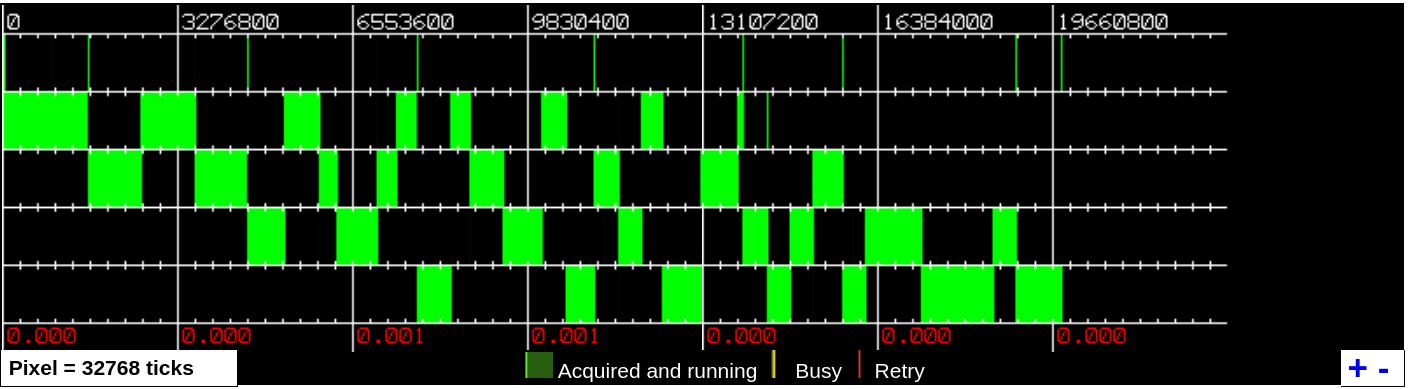 0 3276800 6553600 9830400 13107200 16384000 19660800
0.000 0.000 0.001 0.001 0.000 0.000 0.000
Pixel = 32768 ticks Acquired and running Busy Retry + -